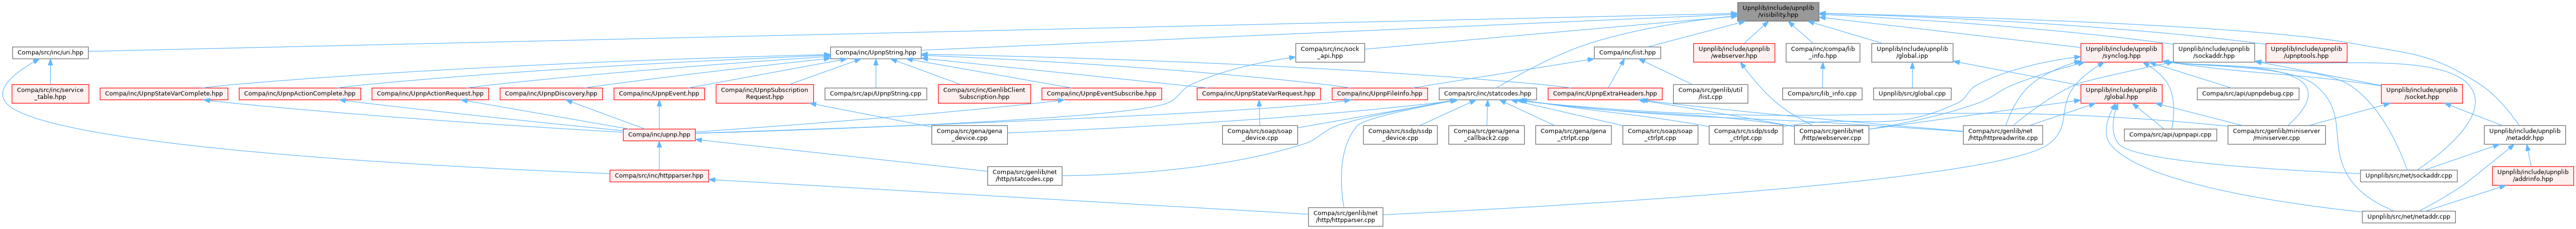 Upnplib/include/upnplib
/visibility.hpp
Compa/src/inc/uri.hpp
Compa/inc/UpnpString.hpp
Compa/src/inc/sock
_api.hpp
Compa/inc/list.hpp
Upnplib/include/upnplib
/webserver.hpp
Compa/inc/compa/lib
_info.hpp
Upnplib/include/upnplib
/global.ipp
Upnplib/include/upnplib
/synclog.hpp
Upnplib/include/upnplib
/sockaddr.hpp
Upnplib/include/upnplib
/upnptools.hpp
Compa/src/inc/service
_table.hpp
Compa/inc/UpnpStateVarComplete.hpp
Compa/inc/UpnpActionComplete.hpp
Compa/inc/UpnpActionRequest.hpp
Compa/inc/UpnpDiscovery.hpp
Compa/inc/UpnpEvent.hpp
Compa/inc/UpnpSubscription
Request.hpp
Compa/src/api/UpnpString.cpp
Compa/src/inc/GenlibClient
Subscription.hpp
Compa/inc/UpnpEventSubscribe.hpp
Compa/inc/UpnpStateVarRequest.hpp
Compa/inc/UpnpFileInfo.hpp
Compa/src/inc/statcodes.hpp
Compa/inc/UpnpExtraHeaders.hpp
Compa/src/genlib/util
/list.cpp
Compa/src/lib_info.cpp
Upnplib/src/global.cpp
Upnplib/include/upnplib
/global.hpp
Compa/src/api/upnpdebug.cpp
Upnplib/include/upnplib
/socket.hpp
Compa/inc/upnp.hpp
Compa/src/gena/gena
_device.cpp
Compa/src/soap/soap
_device.cpp
Compa/src/ssdp/ssdp
_device.cpp
Compa/src/gena/gena
_callback2.cpp
Compa/src/gena/gena
_ctrlpt.cpp
Compa/src/soap/soap
_ctrlpt.cpp
Compa/src/ssdp/ssdp
_ctrlpt.cpp
Compa/src/genlib/net
/http/webserver.cpp
Compa/src/genlib/net
/http/httpreadwrite.cpp
Compa/src/api/upnpapi.cpp
Compa/src/genlib/miniserver
/miniserver.cpp
Upnplib/include/upnplib
/netaddr.hpp
Compa/src/inc/httpparser.hpp
Compa/src/genlib/net
/http/statcodes.cpp
Upnplib/src/net/sockaddr.cpp
Upnplib/include/upnplib
/addrinfo.hpp
Compa/src/genlib/net
/http/httpparser.cpp
Upnplib/src/net/netaddr.cpp